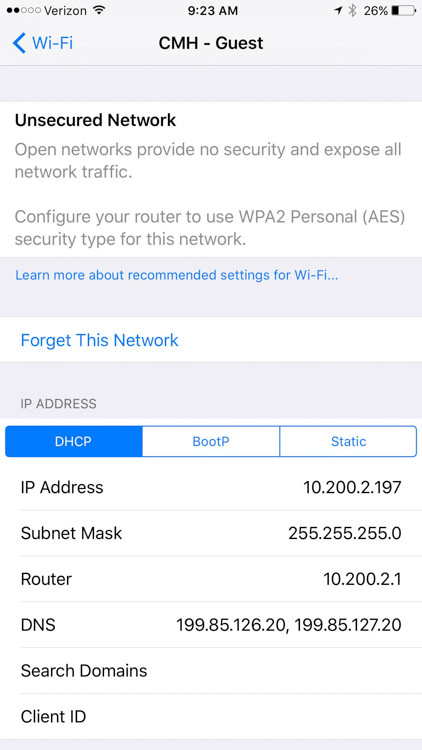 Verizon 9:23 AM 26%
Wi-Fi CMH - Guest
Unsecured Network
Open networks provide no security and expose all
network traffic.
Configure your router to use WPA2 Personal (AES)
security type for this network.
Learn more about recommended settings for Wi-Fi...
Forget This Network
IP ADDRESS
DHCP BootP Static
IP Address 10.200.2.197
Subnet Mask 255.255.255.0
Router 10.200.2.1
DNS 199.85.126.20, 199.85.127.20
Search Domains
Client ID